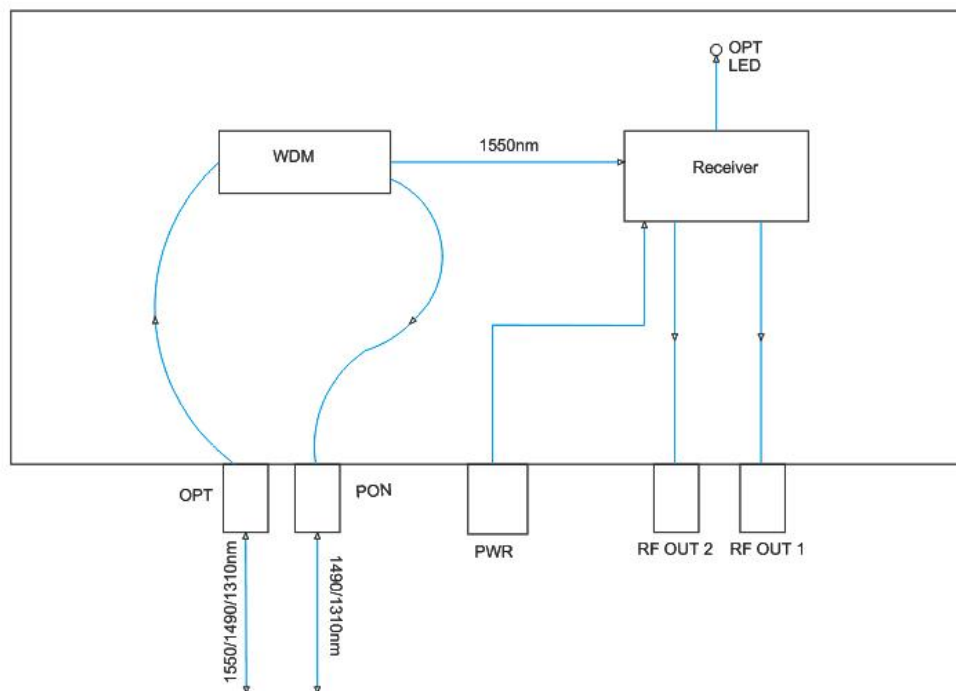 OPT
LED
1550nm
WDM
Receiver
OPT
PON
PWR
RF OUT 2
RF OUT 1
1550/1490/1310nm
1490/1310nm